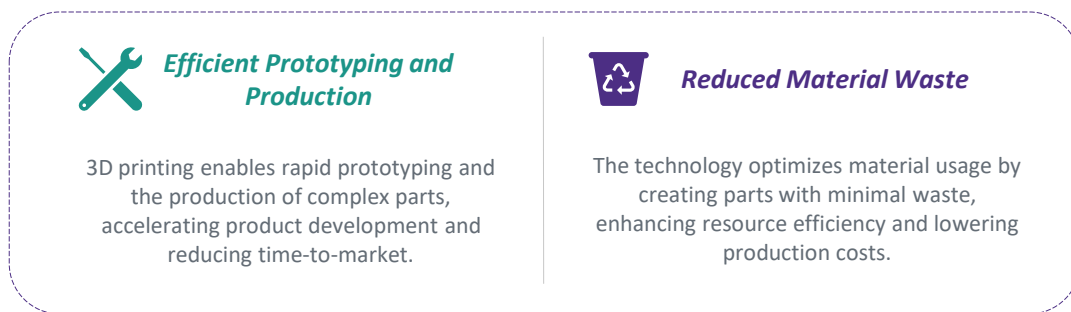 Efficient Prototyping and
Production
3D printing enables rapid prototyping and
the production of complex parts,
accelerating product development and
reducing time-to-market.
Reduced Material Waste
The technology optimizes material usage by
creating parts with minimal waste,
enhancing resource efficiency and lowering
production costs.